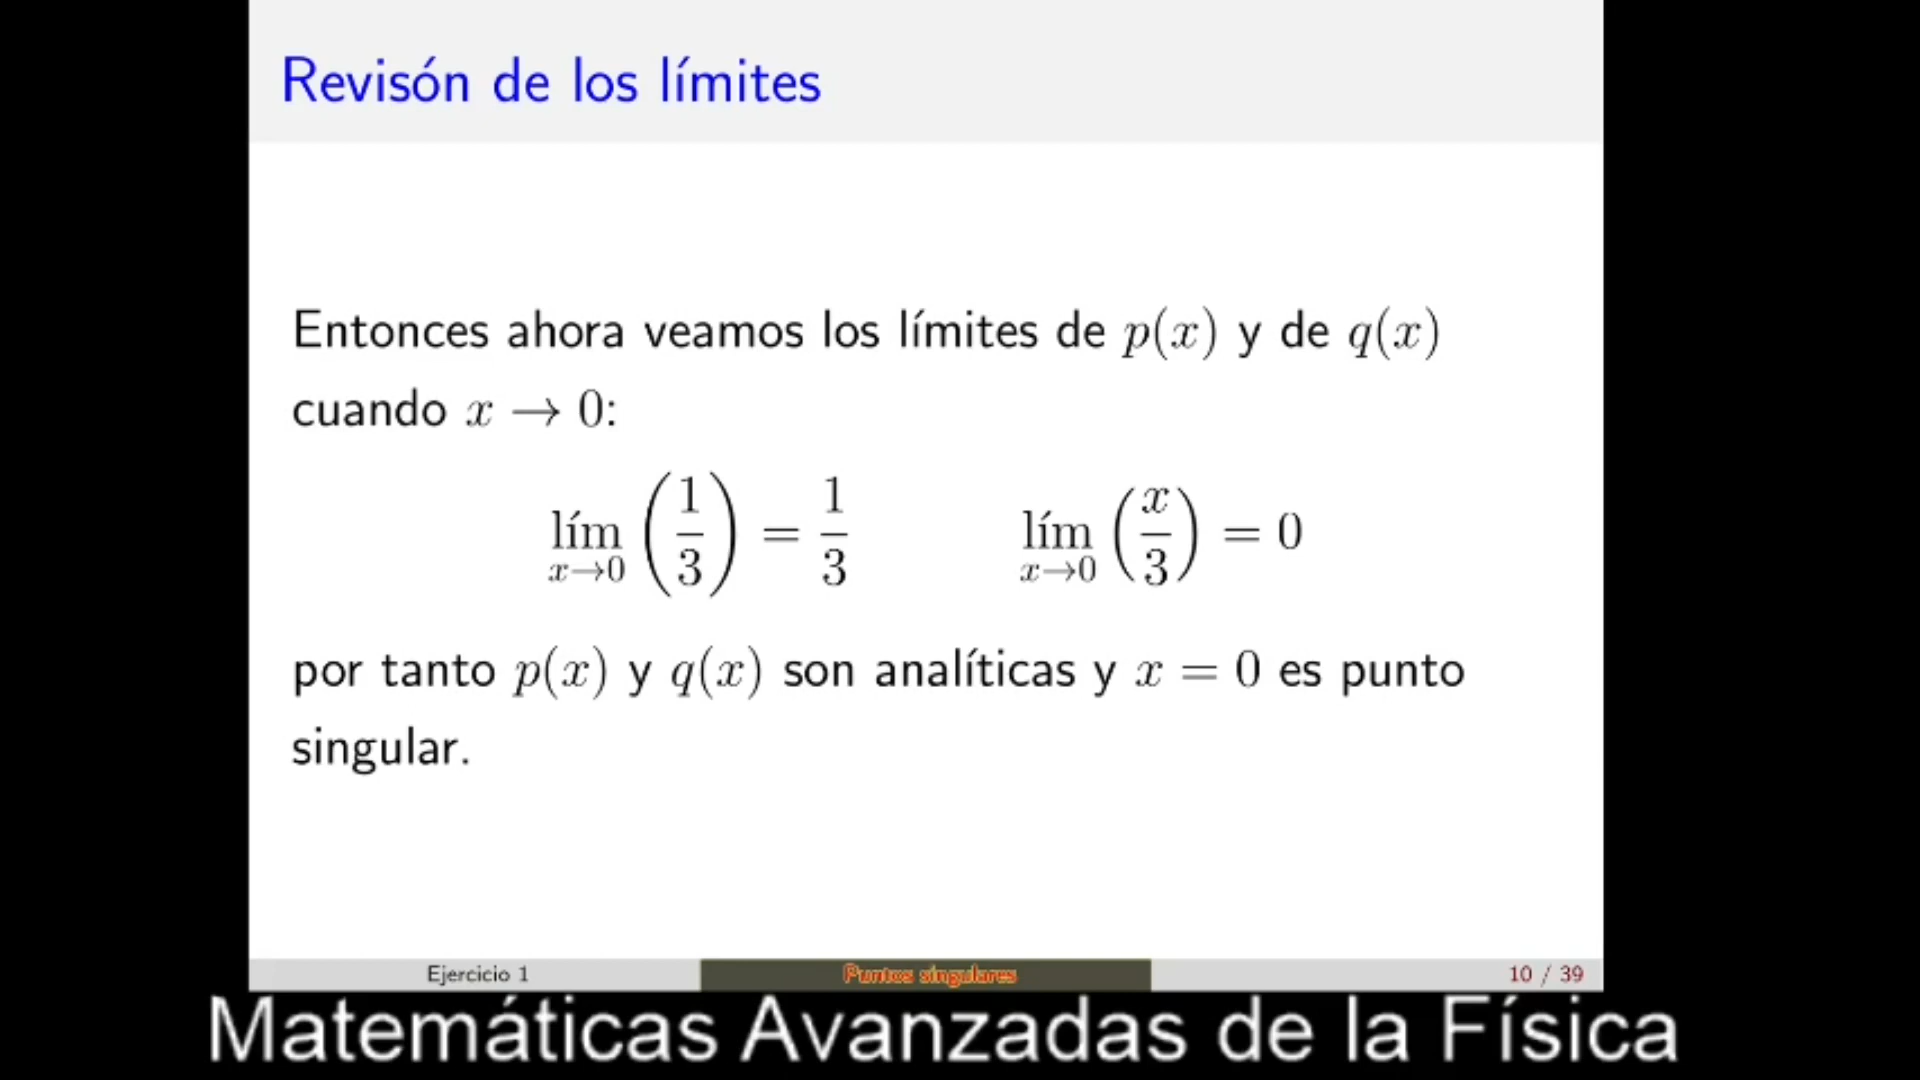 Revisón de los límites
Entonces ahora veamos los límites de p(x) y de q(x)
cuando x → 0:
lím x→0 (1/3) = 1/3    lím x→0 (x/3) = 0
por tanto p(x) y q(x) son analíticas y x = 0 es punto
singular.
Ejercicio 1    Puntos singulares    10 / 39
Matemáticas Avanzadas de la Física